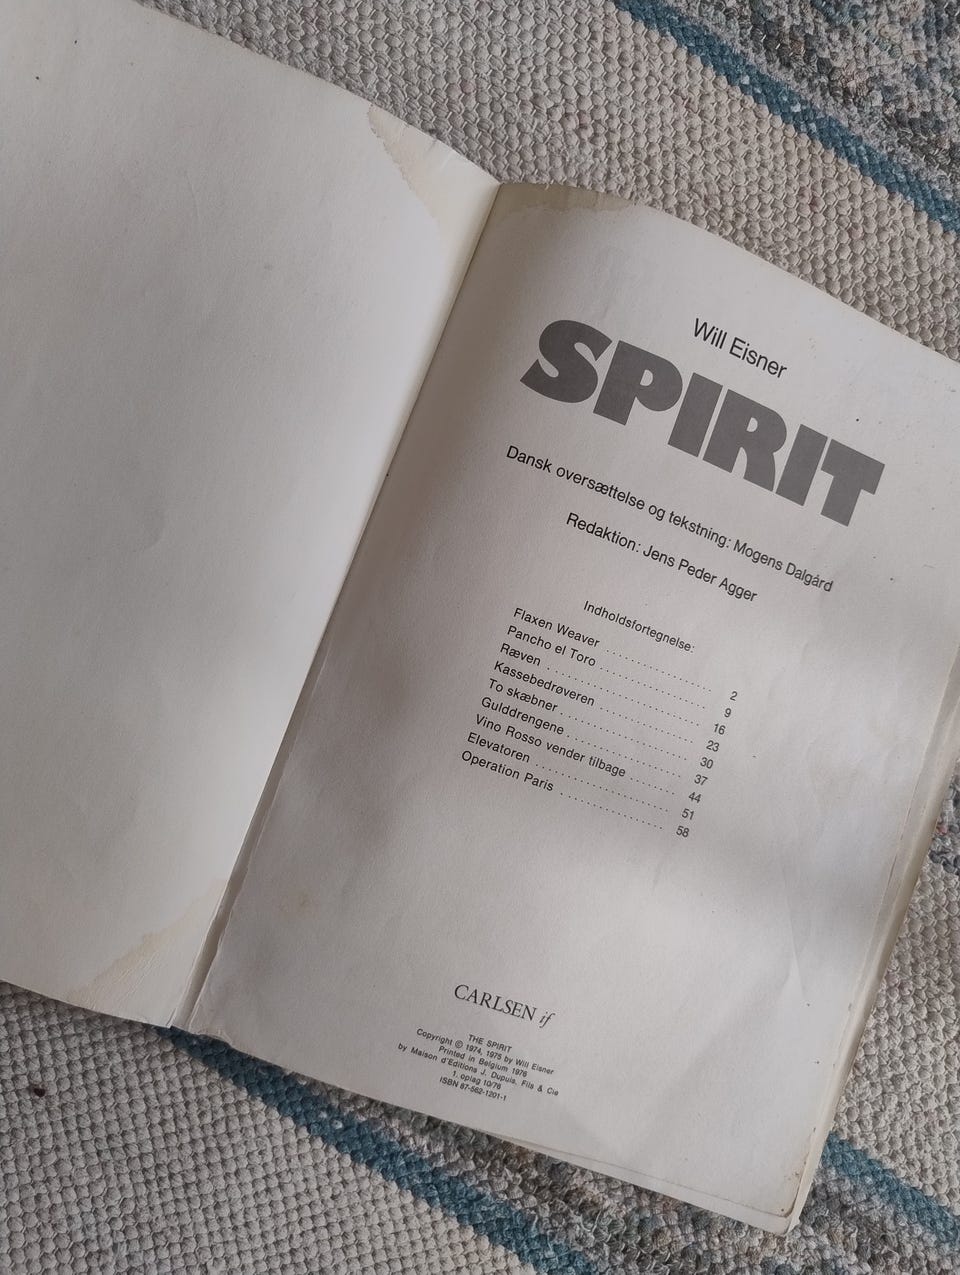 Will Eisner
SPIRIT
Dansk oversættelse og tekstning: Mogens Dalgård
Redaktion: Jens Peder Agger
Indholdsfortegnelse:
Flaxen Weaver .............. 2
Pancho el Toro .............. 9
Ræven .............. 16
Kassebedrøveren .............. 23
To skæbner .............. 30
Gulddrengene .............. 37
Vino Rosso vender tilbage ....... 44
Elevatoren .............. 51
Operation Paris .............. 58
CARLSEN if
THE SPIRIT
Copyright © 1974, 1975 by Will Eisner
Printed in Belgium 1976
by Maison d'Editions J. Dupuis, Fils & Cie
1. oplag 10/76
ISBN 87-562-1201-1